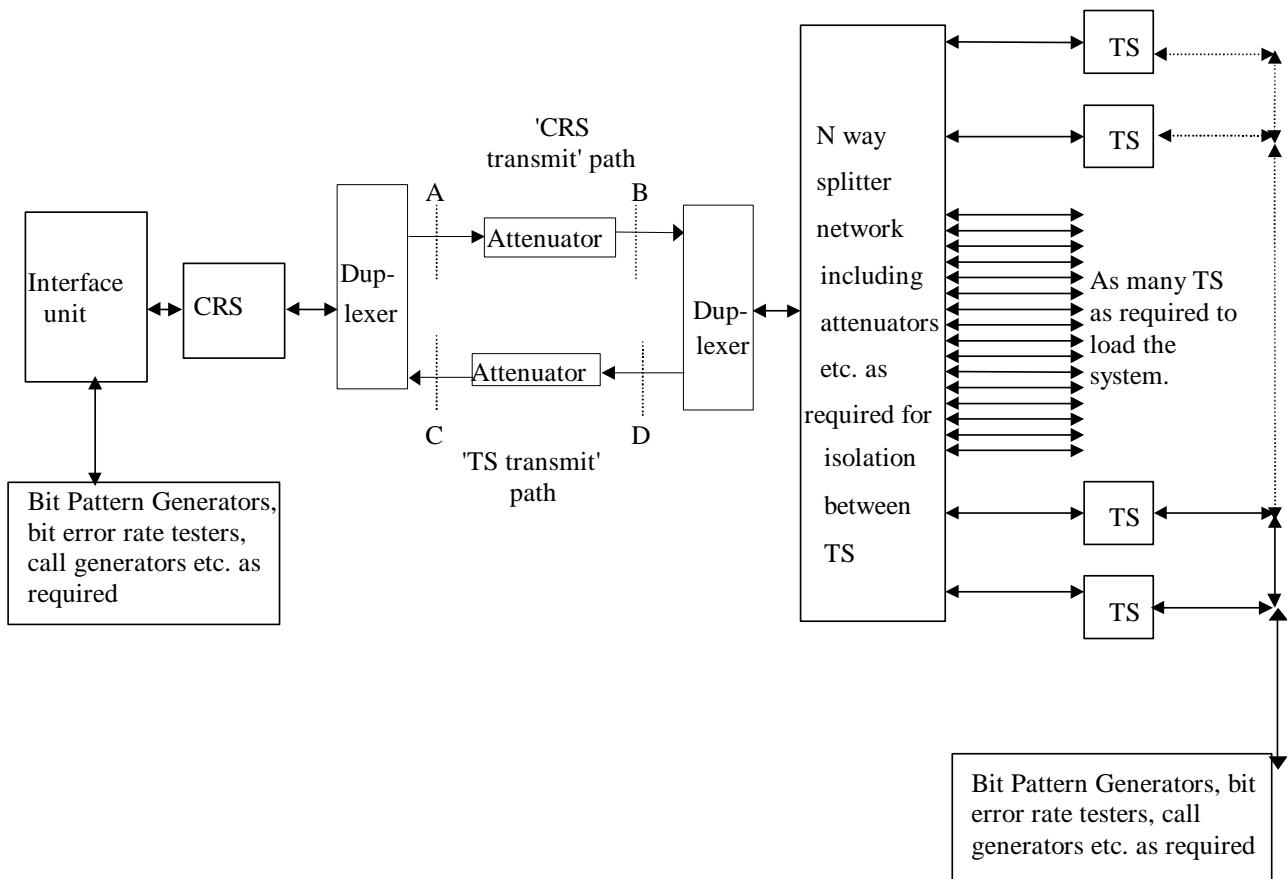 TS
TS
'CRS
transmit' path
N way
splitter
network
including
attenuators
etc. as
required for
isolation
between
TS
A
B
Attenuator
Dup-
lexer
Interface
unit
CRS
Dup-
lexer
As many TS
as required to
load the
system.
Attenuator
C
D
'TS transmit'
path
TS
TS
Bit Pattern Generators,
bit error rate testers,
call generators etc. as
required
Bit Pattern Generators, bit
error rate testers, call
generators etc. as required